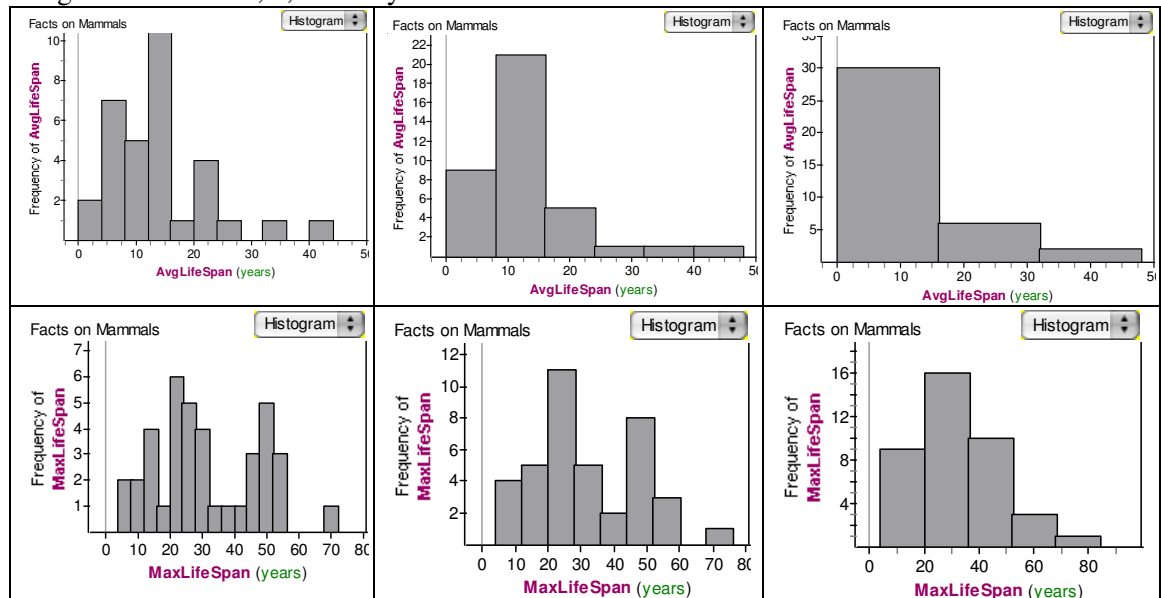 Facts on Mammals
Histogram
10
8
6
4
2
Frequency of AvgLifeSpan
0 10 20 30 40
AvgLifeSpan (years)
Facts on Mammals
Histogram
22
20
18
16
14
12
10
8
6
4
2
Frequency of AvgLifeSpan
0 10 20 30 40
AvgLifeSpan (years)
Facts on Mammals
Histogram
30
25
20
15
10
5
Frequency of AvgLifeSpan
0 10 20 30 40
AvgLifeSpan (years)
Facts on Mammals
Histogram
7
6
5
4
3
2
1
Frequency of
MaxLifeSpan
0 10 20 30 40 50 60 70
MaxLifeSpan (years)
Facts on Mammals
Histogram
12
10
8
6
4
2
Frequency of
MaxLifeSpan
0 10 20 30 40 50 60 70
MaxLifeSpan (years)
Facts on Mammals
Histogram
16
12
8
4
Frequency of
MaxLifeSpan
0 20 40 60 80
MaxLifeSpan (years)